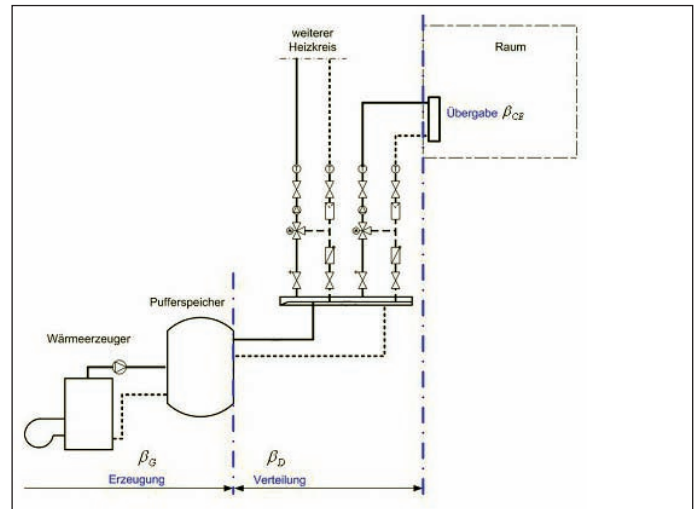 weiterer
Heizkreis
Raum
Übergabe β_CE
Pufferspeicher
Wärmeerzeuger
β_G
β_D
Erzeugung
Verteilung